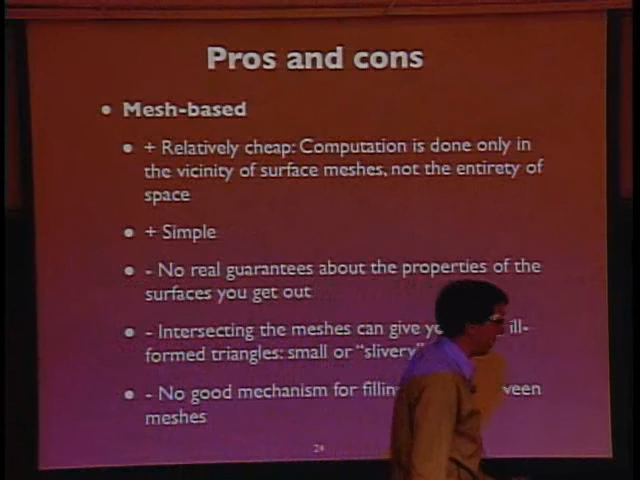 Pros and cons
• Mesh-based
• + Relatively cheap: Computation is done only in
the vicinity of surface meshes, not the entirety of
space
• + Simple
• - No real guarantees about the properties of the
surfaces you get out
• - Intersecting the meshes can give ill-
formed triangles: small or "slivery"
• - No good mechanism for
meshes